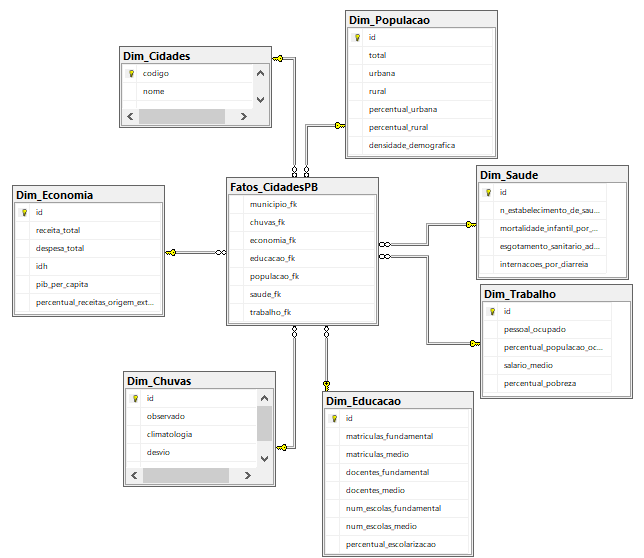 Dim_Populacao
id
total
urbana
rural
percentual_urbana
percentual_rural
densidade_demografica
Dim_Cidades
codigo
nome
Dim_Saude
id
n_estabelecimento_de_sau...
mortalidade_infantil_por_...
esgotamento_sanitario_ad...
internacoes_por_diarreia
Fatos_CidadesPB
municipio_fk
chuvas_fk
economia_fk
educacao_fk
populacao_fk
saude_fk
trabalho_fk
Dim_Economia
id
receita_total
despesa_total
idh
pib_per_capita
percentual_receitas_origem_ext...
Dim_Trabalho
id
pessoal_ocupado
percentual_populacao_oc...
salario_medio
percentual_pobreza
Dim_Chuvas
id
observado
climatologia
desvio
Dim_Educacao
id
matriculas_fundamental
matriculas_medio
docentes_fundamental
docentes_medio
num_escolas_fundamental
num_escolas_medio
percentual_escolarizacao